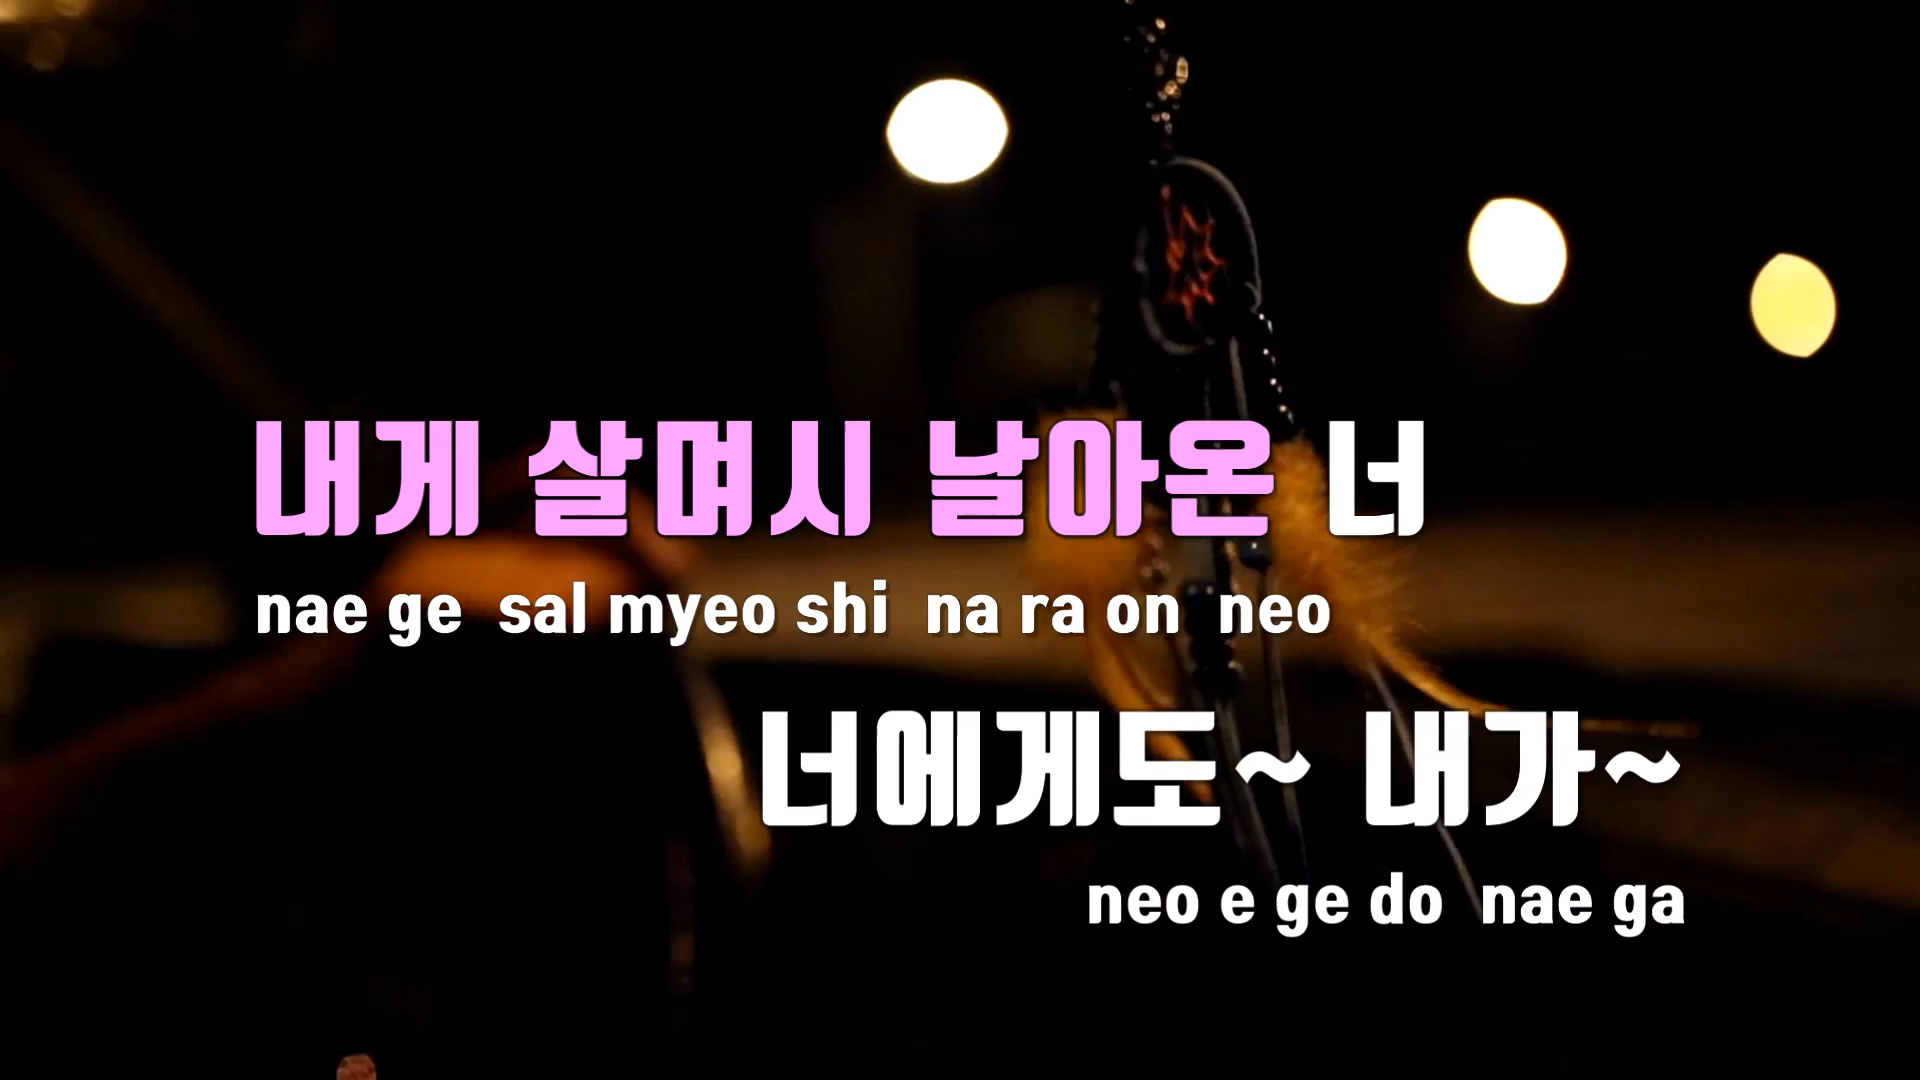 내게 살며시 날아온 너
nae ge sal myeo shi na ra on neo
너에게도~ 내가~
neo e ge do nae ga